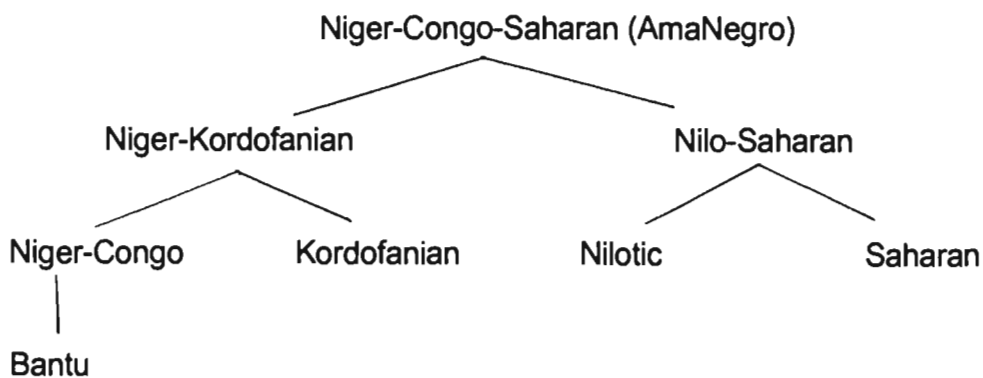 Niger-Congo-Saharan (AmaNegro)
Niger-Kordofanian Nilo-Saharan
Niger-Congo Kordofanian Nilotic Saharan
Bantu